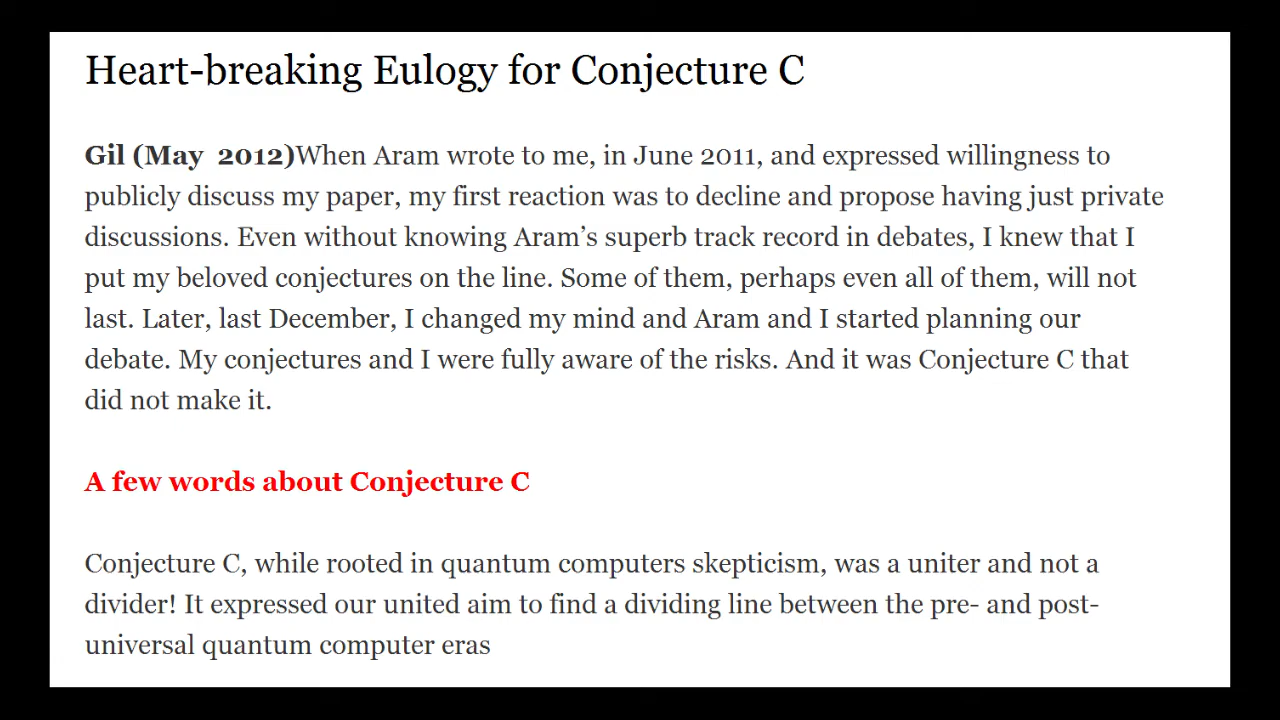 Heart-breaking Eulogy for Conjecture C
Gil (May  2012)When Aram wrote to me, in June 2011, and expressed willingness to
publicly discuss my paper, my first reaction was to decline and propose having just private
discussions. Even without knowing Aram’s superb track record in debates, I knew that I
put my beloved conjectures on the line. Some of them, perhaps even all of them, will not
last. Later, last December, I changed my mind and Aram and I started planning our
debate. My conjectures and I were fully aware of the risks. And it was Conjecture C that
did not make it.
A few words about Conjecture C
Conjecture C, while rooted in quantum computers skepticism, was a uniter and not a
divider! It expressed our united aim to find a dividing line between the pre- and post-
universal quantum computer eras